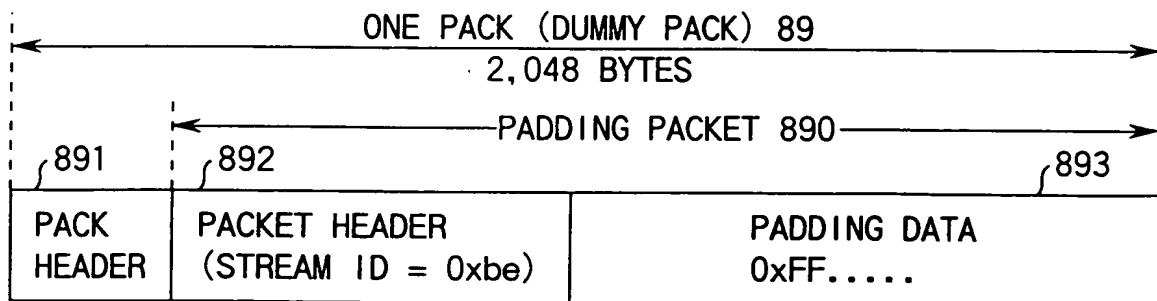 ONE PACK (DUMMY PACK) 89
2,048 BYTES
PADDING PACKET 890
891
892
893
PACK
HEADER
PACKET HEADER
(STREAM ID = 0xbe)
PADDING DATA
0xFF.....